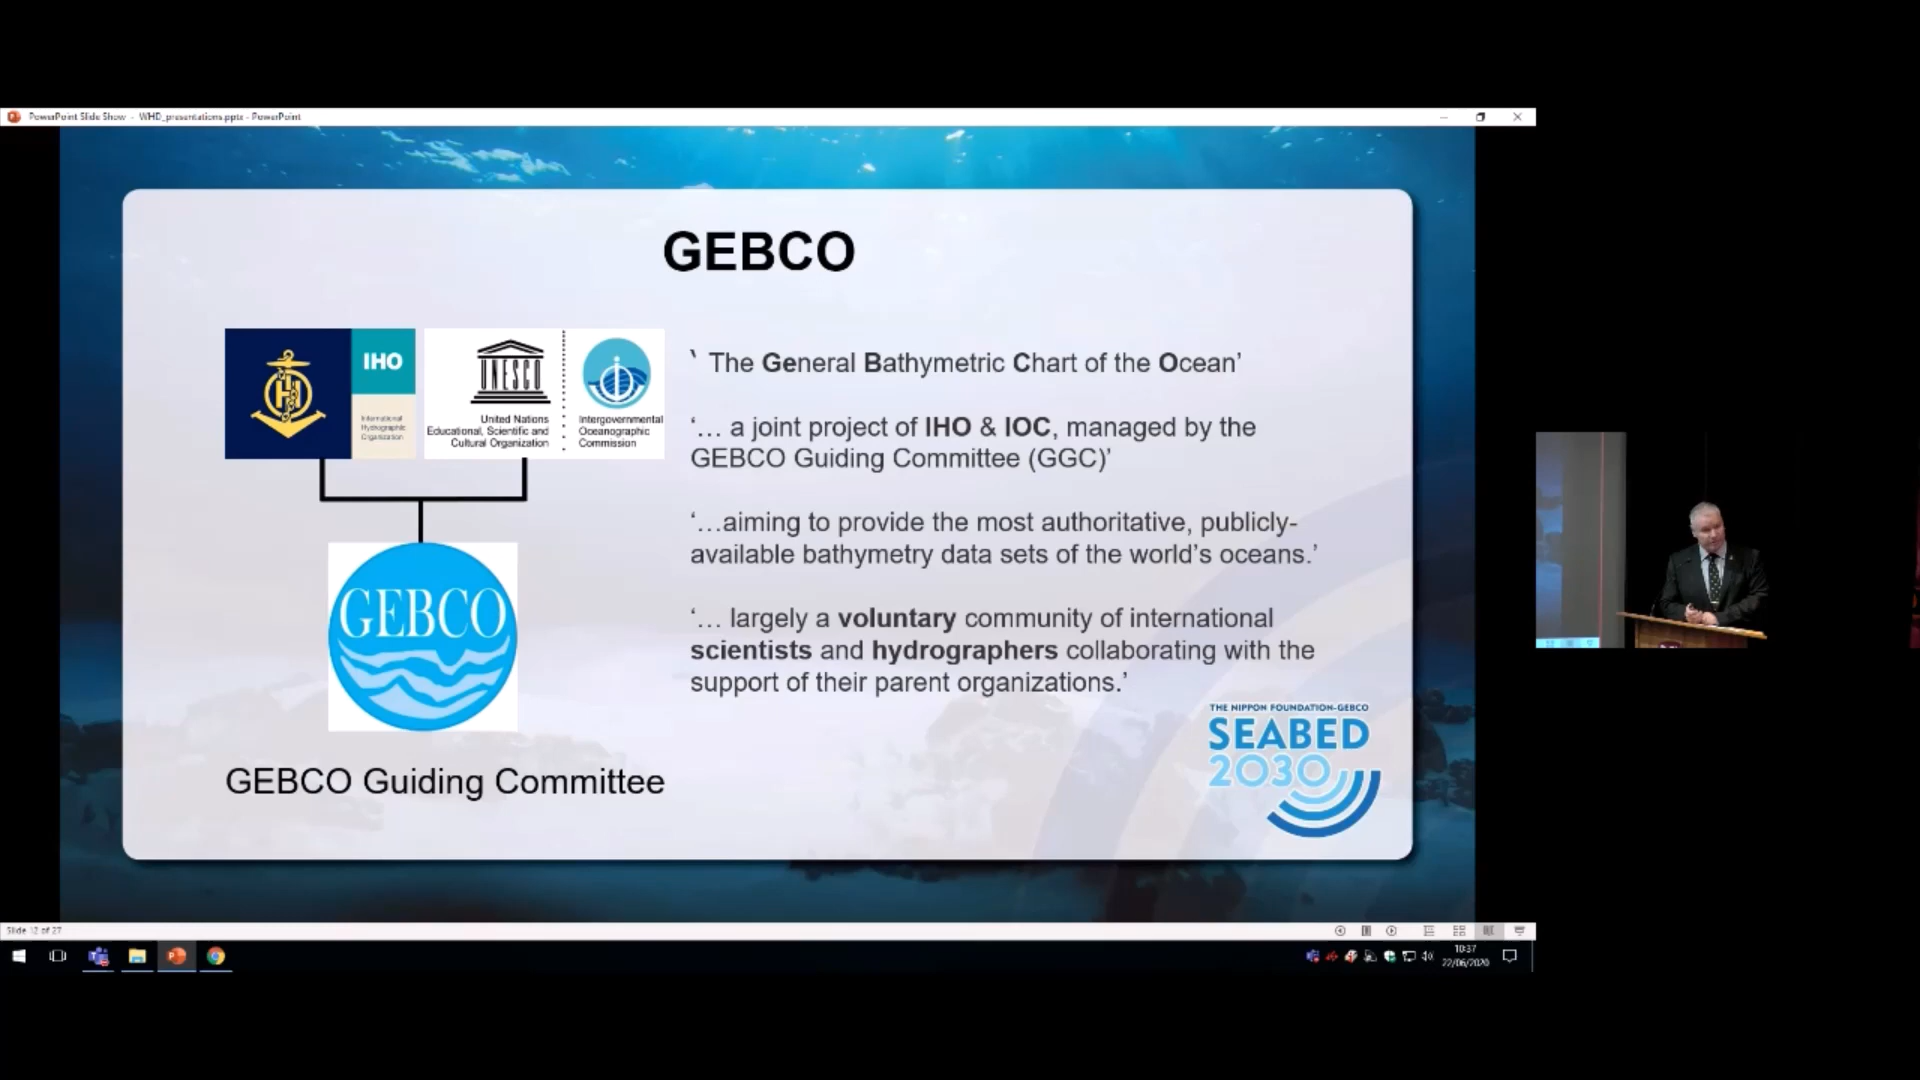 PowerPoint Slide Show - WHD_presentations.pptx - PowerPoint
GEBCO
IHO
International
Hydrographic
Organization
UNESCO
United Nations
Educational, Scientific and
Cultural Organization
Intergovernmental
Oceanographic
Commission
‵ The General Bathymetric Chart of the Ocean’
‘… a joint project of IHO & IOC, managed by the
GEBCO Guiding Committee (GGC)’
‘…aiming to provide the most authoritative, publicly-
available bathymetry data sets of the world’s oceans.’
‘… largely a voluntary community of international
scientists and hydrographers collaborating with the
support of their parent organizations.’
GEBCO
GEBCO Guiding Committee
THE NIPPON FOUNDATION-GEBCO
SEABED
2030
Slide 12 of 27
10:37
22/06/2020